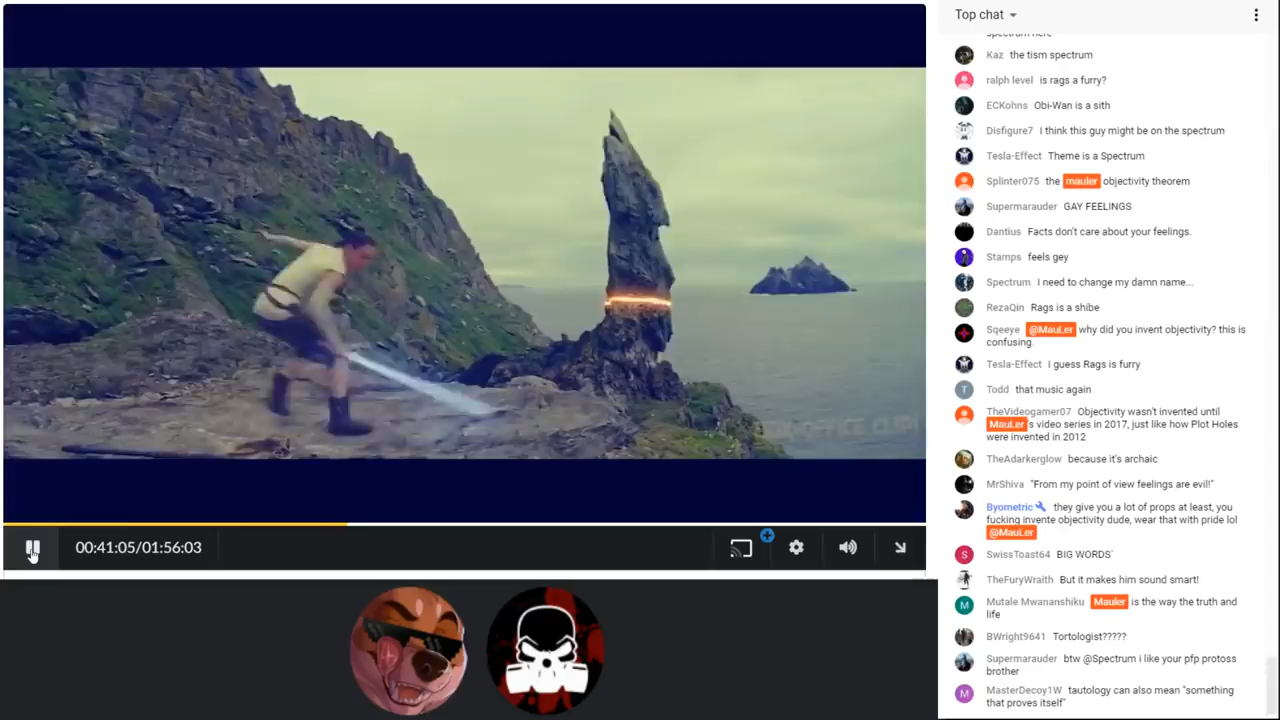 Top chat
spectrum here
Kaz the tism spectrum
ralph level is rags a furry?
ECKohns Obi-Wan is a sith
Disfigure7 I think this guy might be on the spectrum
Tesla-Effect Theme is a Spectrum
Splinter075 the mauler objectivity theorem
Supermarauder GAY FEELINGS
Dantius Facts don't care about your feelings.
Stamps feels gey
Spectrum I need to change my damn name...
RezaQin Rags is a shibe
Sqeeye @MauLer why did you invent objectivity? this is
confusing.
Tesla-Effect I guess Rags is furry
T Todd that music again
TheVideogamer07 Objectivity wasn't invented until
MauLer's video series in 2017, just like how Plot Holes
were invented in 2012
TheAdarkerglow because it's archaic
MrShiva "From my point of view feelings are evil!"
Byometric they give you a lot of props at least, you
fucking invente objectivity dude, wear that with pride lol
@MauLer
S SwissToast64 BIG WORDS`
TheFuryWraith But it makes him sound smart!
M Mutale Mwananshiku Mauler is the way the truth and
life
BWright9641 Tortologist?????
Supermarauder btw @Spectrum i like your pfp protoss
brother
M MasterDecoy1W tautology can also mean "something
that proves itself"
00:41:05/01:56:03